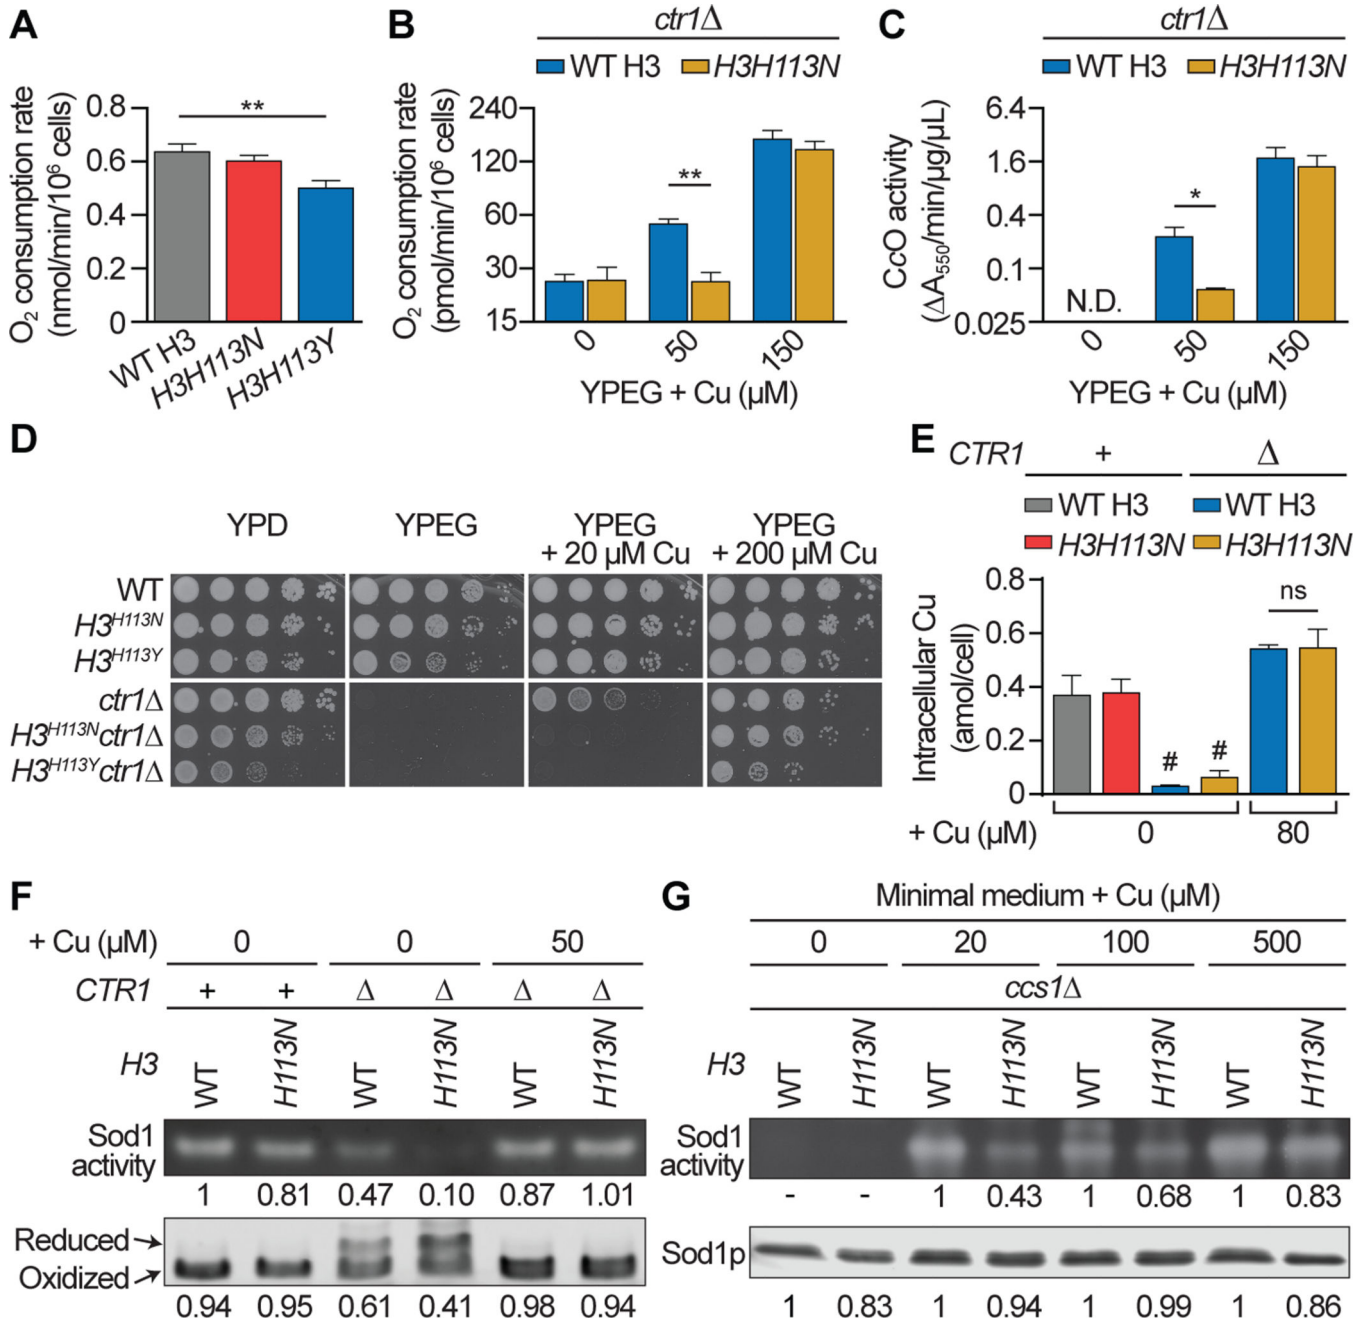 A
O2 consumption rate
(nmol/min/10⁶ cells)
0.8
0.6
0.4
0.2
0
**
WT H3
H3H113N
H3H113Y
B
ctr1Δ
WT H3 H3H113N
O2 consumption rate
(pmol/min/10⁶ cells)
240
120
60
30
15
**
0 50 150
YPEG + Cu (µM)
C
ctr1Δ
WT H3 H3H113N
CcO activity
(ΔA550/min/µg/µL)
6.4
1.6
0.4
0.1
0.025
N.D.
*
0 50 150
YPEG + Cu (µM)
D
YPD YPEG YPEG + 20 µM Cu YPEG + 200 µM Cu
WT
H3H113N
H3H113Y
ctr1Δ
H3H113Nctr1Δ
H3H113Yctr1Δ
E
CTR1 + Δ
WT H3 WT H3
H3H113N H3H113N
Intracellular Cu
(amol/cell)
0.8
0.6
0.4
0.2
0
# # ns
+ Cu (µM) 0 80
F
+ Cu (µM) 0 0 50
CTR1 + + Δ Δ Δ Δ
H3 WT H113N WT H113N WT H113N
Sod1
activity
1 0.81 0.47 0.10 0.87 1.01
Reduced
Oxidized
0.94 0.95 0.61 0.41 0.98 0.94
G
Minimal medium + Cu (µM)
0 20 100 500
ccs1Δ
H3 WT H113N WT H113N WT H113N WT H113N
Sod1
activity
- - 1 0.43 1 0.68 1 0.83
Sod1p
1 0.83 1 0.94 1 0.99 1 0.86